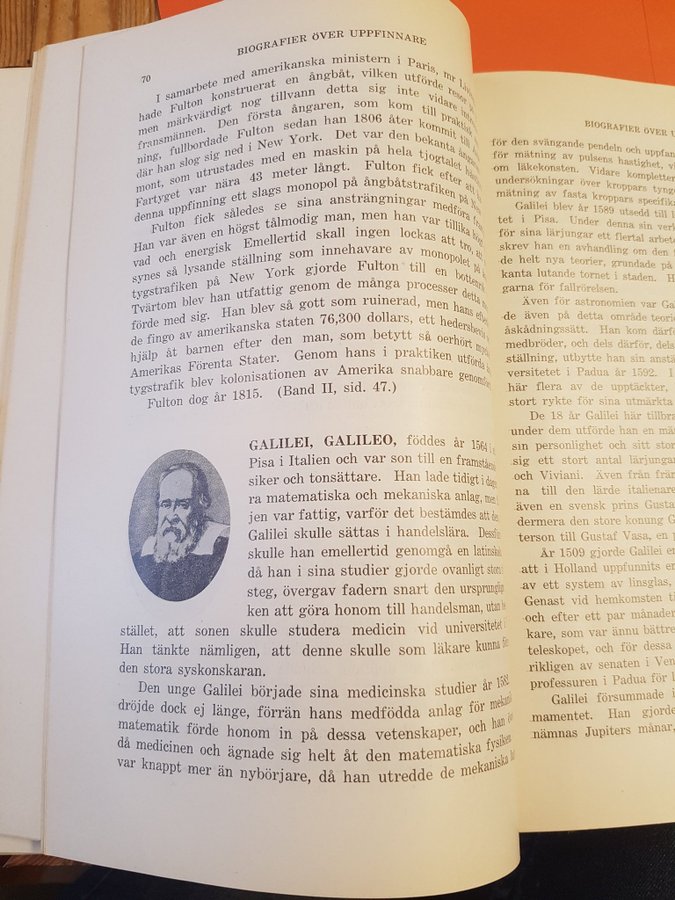 70
BIOGRAFIER ÖVER UPPFINNARE
I samarbete med amerikanska ministern i Paris, mr
hade Fulton konstruerat en ångbåt, vilken utförde resor
men märkvärdigt nog tillvann detta sig inte vidare
fransmännen. Den första ångaren, som kom till praktisk
ning, fullbordade Fulton sedan han 1806 åter kommit till
där han slog sig ned i New York. Det var den bekanta
mont, som utrustades med en maskin på hela tjogtalet
Fartyget var nära 43 meter långt. Fulton fick efter
denna uppfinning ett slags monopol på ångbåtstrafiken på
Fulton fick således se sina ansträngningar medföra
Han var även en högst tålmodig man, men han var tillika
vad och energisk Emellertid skall ingen lockas att tro, att
synes så lysande ställning som innehavare av monopolet på
tygstrafiken på New York gjorde Fulton till en
Tvärtom blev han utfattig genom de många processer detta
förde med sig. Han blev så gott som ruinerad, men hans
de fingo av amerikanska staten 76,300 dollars, ett
hjälp åt barnen efter den man, som betytt så oerhört
Amerikas Förenta Stater. Genom hans i praktiken utförda
tygstrafik blev kolonisationen av Amerika snabbare
Fulton dog år 1815. (Band II, sid. 47.)
GALILEI, GALILEO, föddes år 1564 i
Pisa i Italien och var son till en
siker och tonsättare. Han lade tidigt i
ra matematiska och mekaniska anlag, men
jen var fattig, varför det bestämdes att
Galilei skulle sättas i handelslära.
skulle han emellertid genomgå en
då han i sina studier gjorde ovanligt
steg, övergav fadern snart den
ken att göra honom till handelsman, utan
stället, att sonen skulle studera medicin vid universitetet i
Han tänkte nämligen, att denne skulle som läkare kunna
den stora syskonskaran.
Den unge Galilei började sina medicinska studier år 1582
dröjde dock ej länge, förrän hans medfödda anlag för
matematik förde honom in på dessa vetenskaper, och han
då medicinen och ägnade sig helt åt den matematiska fysiken
var knappt mer än nybörjare, då han utredde de mekaniska
BIOGRAFIER ÖVER
för den svängande pendeln och
för mätning av pulsens hastighet,
om läkekonsten. Vidare
undersökningar över kroppars
mätning av fasta kroppars
Galilei blev år 1589 utsedd till
tet i Pisa. Under denna sin
för sina lärjungar ett flertal
skrev han en avhandling om den
de helt nya teorier, grundade på
kanta lutande tornet i staden.
garna för fallrörelsen.
Även för astronomien var
de även på detta område
åskådningssätt. Han kom
medbröder, och dels därför, dels
ställning, utbytte han sin
versitetet i Padua år 1592. I
här flera av de upptäckter,
stort rykte för sina utmärkta
De 18 år Galilei här
under dem utförde han en
sin personlighet och sitt
sig ett stort antal
och Viviani. Även från
na till den lärde
även en svensk prins
dermera den store konung
terson till Gustaf Vasa, en
År 1509 gjorde Galilei en
att i Holland uppfunnits en
av ett system av linsglas,
Genast vid hemkomsten
och efter ett par månader
kare, som var ännu
teleskopet, och för dessa
rikligen av senaten i
professuren i Padua för
Galilei försummade
mamentet. Han gjorde
nämnas Jupiters månar,